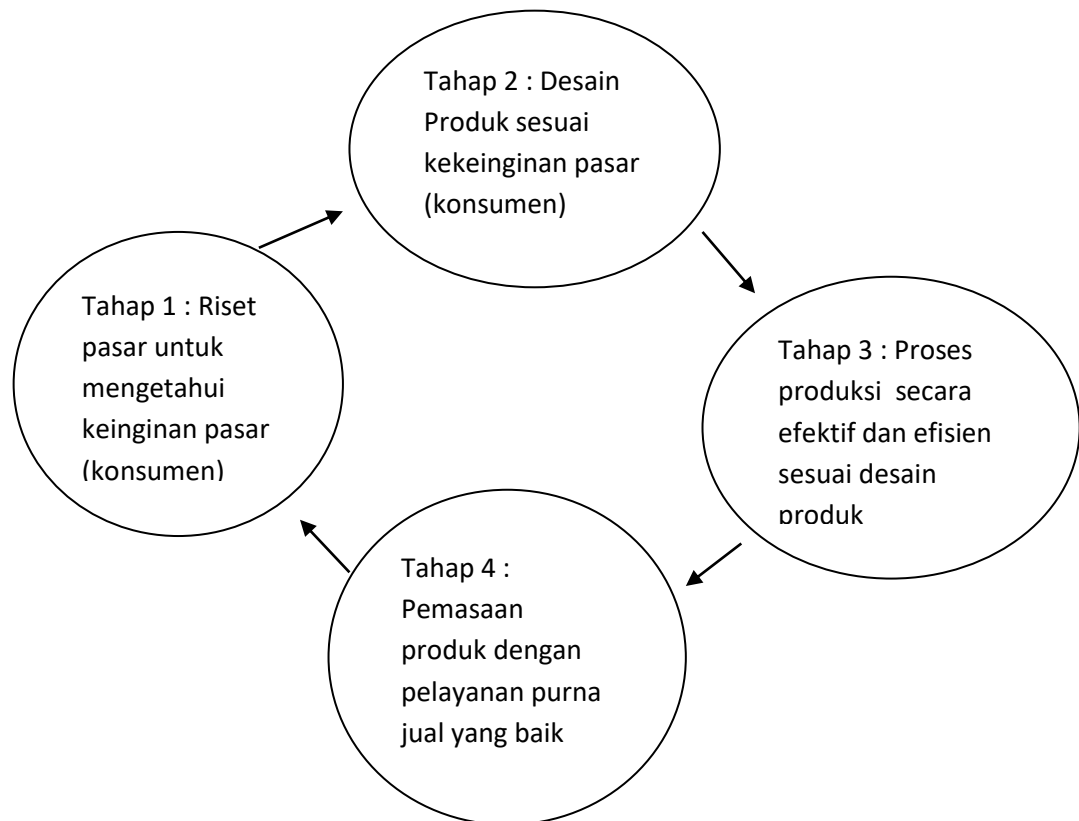 Tahap 2 : Desain
Produk sesuai
kekeinginan pasar
(konsumen)
Tahap 1 : Riset
pasar untuk
mengetahui
keinginan pasar
(konsumen)
Tahap 3 : Proses
produksi  secara
efektif dan efisien
sesuai desain
produk
Tahap 4 :
Pemasaan
produk dengan
pelayanan purna
jual yang baik